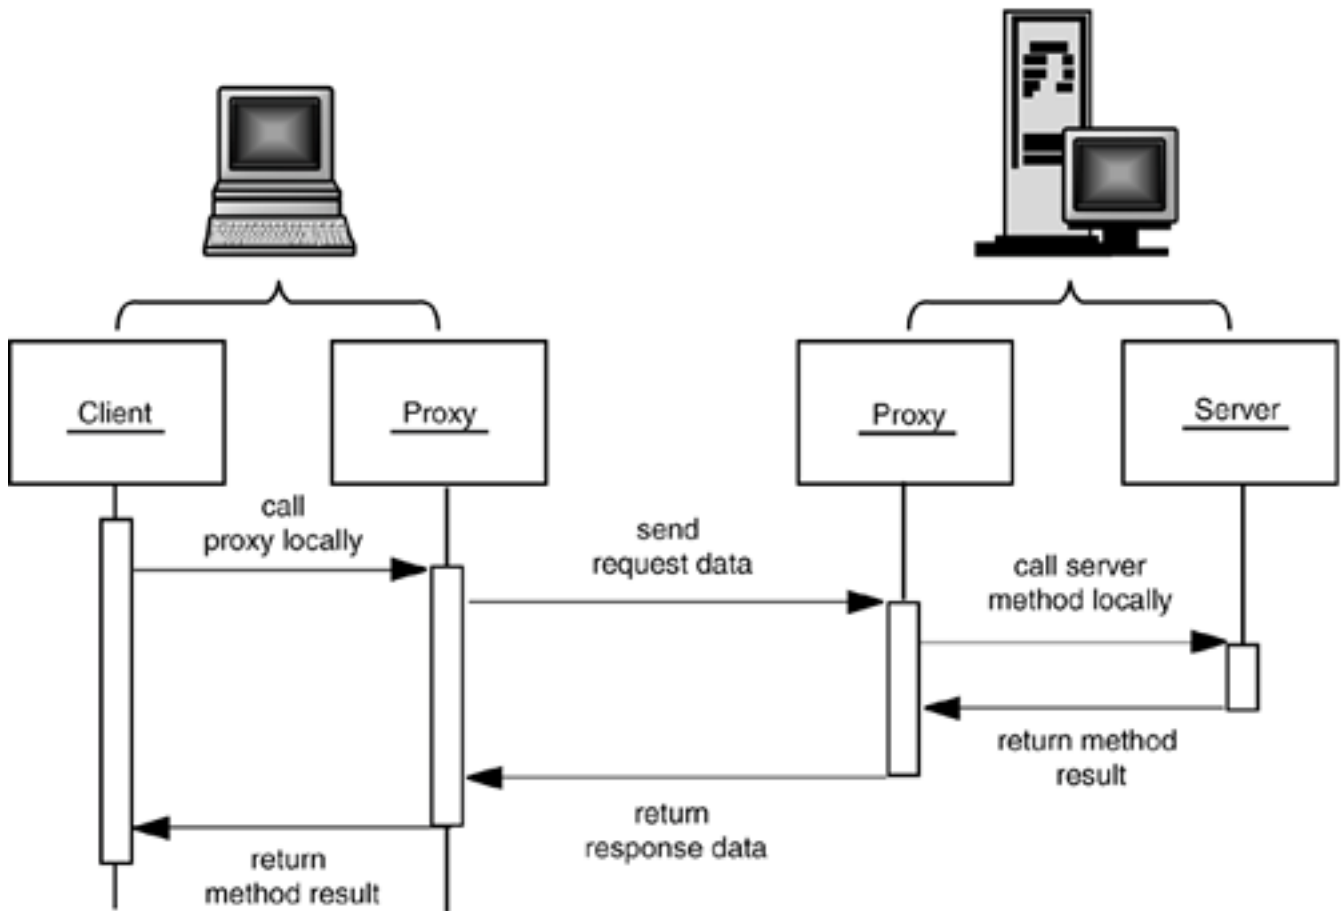 Client
Proxy
Proxy
Server
call
proxy locally
send
request data
call server
method locally
return method
result
return
response data
return
method result